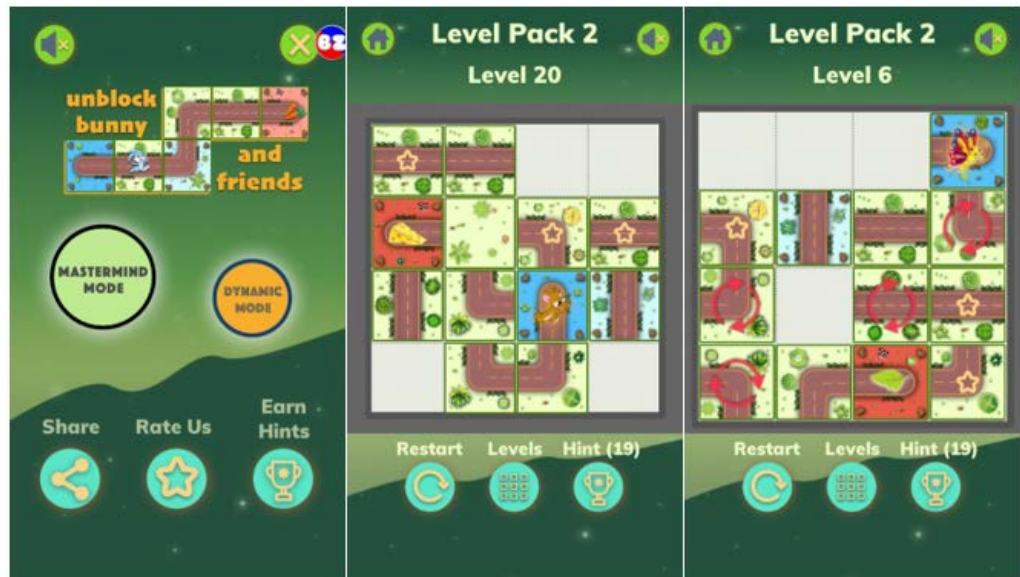 BZ
unblock
bunny
and
friends
MASTERMIND
MODE
DYNAMIC
MODE
Share
Rate Us
Earn
Hints
Level Pack 2
Level 20
Restart
Levels
Hint (19)
Level Pack 2
Level 6
Restart
Levels
Hint (19)